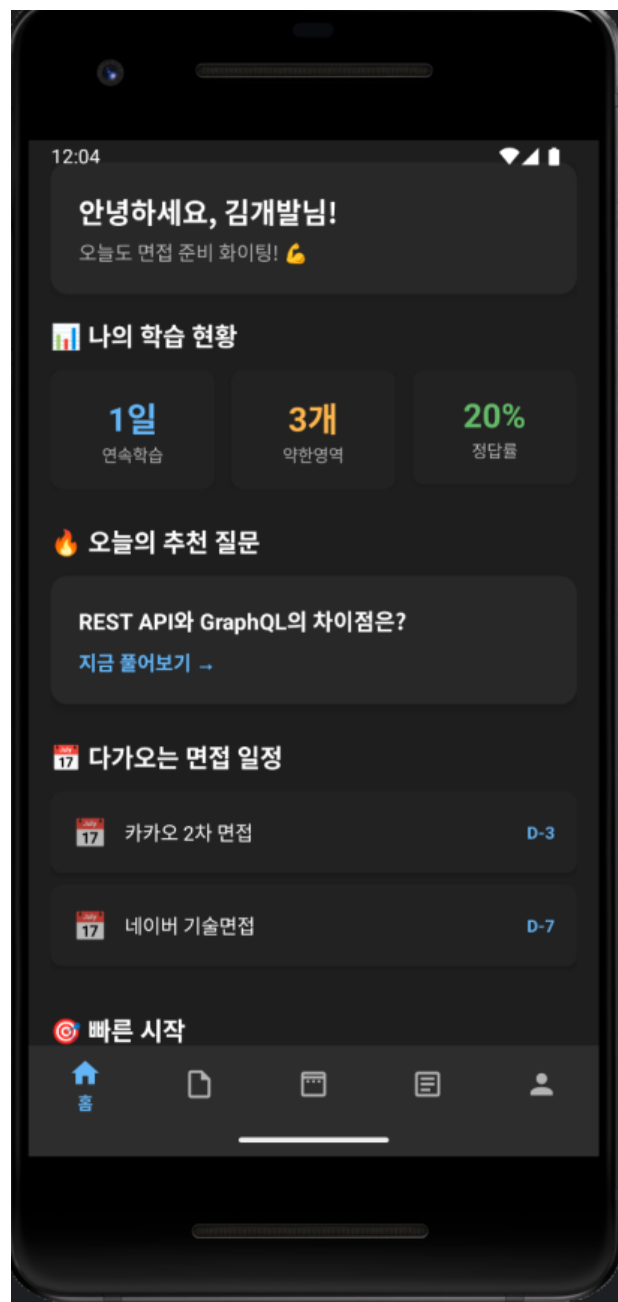 12:04
안녕하세요, 김개발님!
오늘도 면접 준비 화이팅! 💪
📊 나의 학습 현황
1일 3개 20%
연속학습 약한영역 정답률
🔥 오늘의 추천 질문
REST API와 GraphQL의 차이점은?
지금 풀어보기 →
📅 다가오는 면접 일정
📅 카카오 2차 면접 D-3
📅 네이버 기술면접 D-7
🎯 빠른 시작
홈